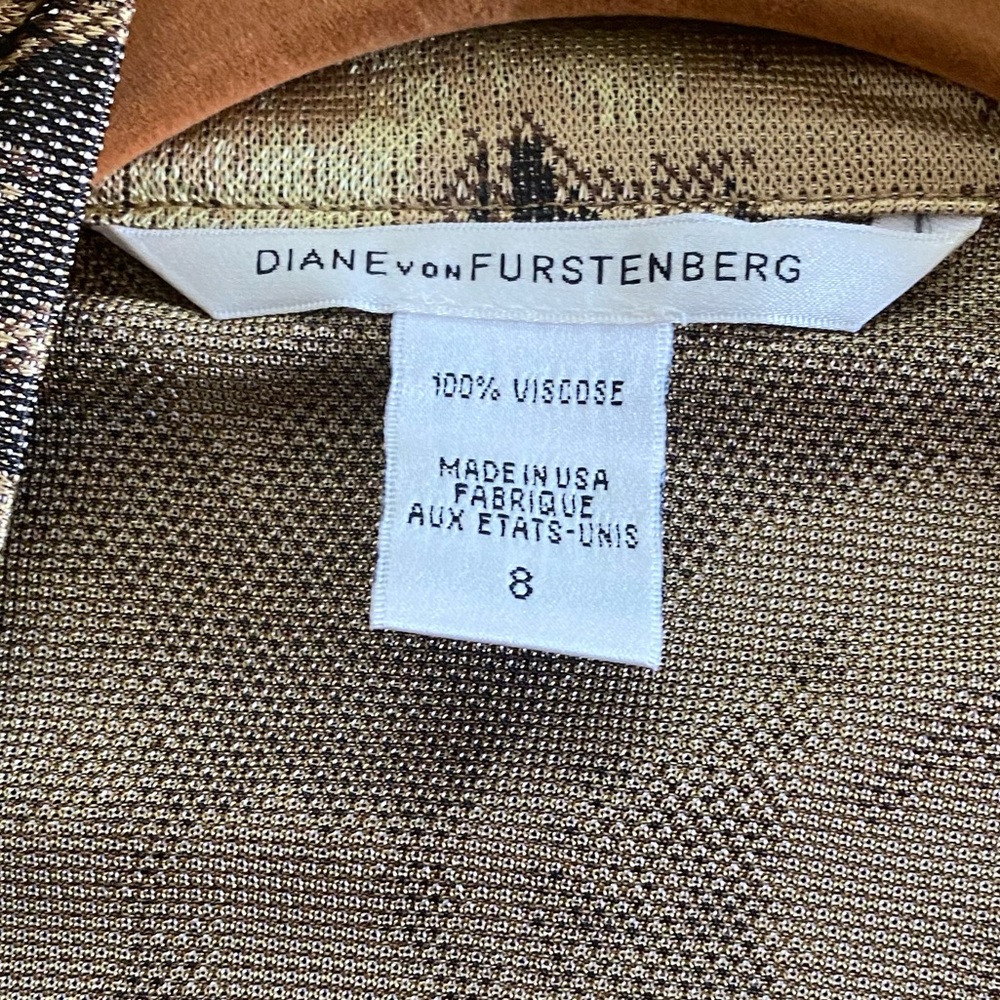 DIANE VON FURSTENBERG
100% VISCOSE
MADE IN USA
FABRIQUE
AUX ETATS-UNIS
8